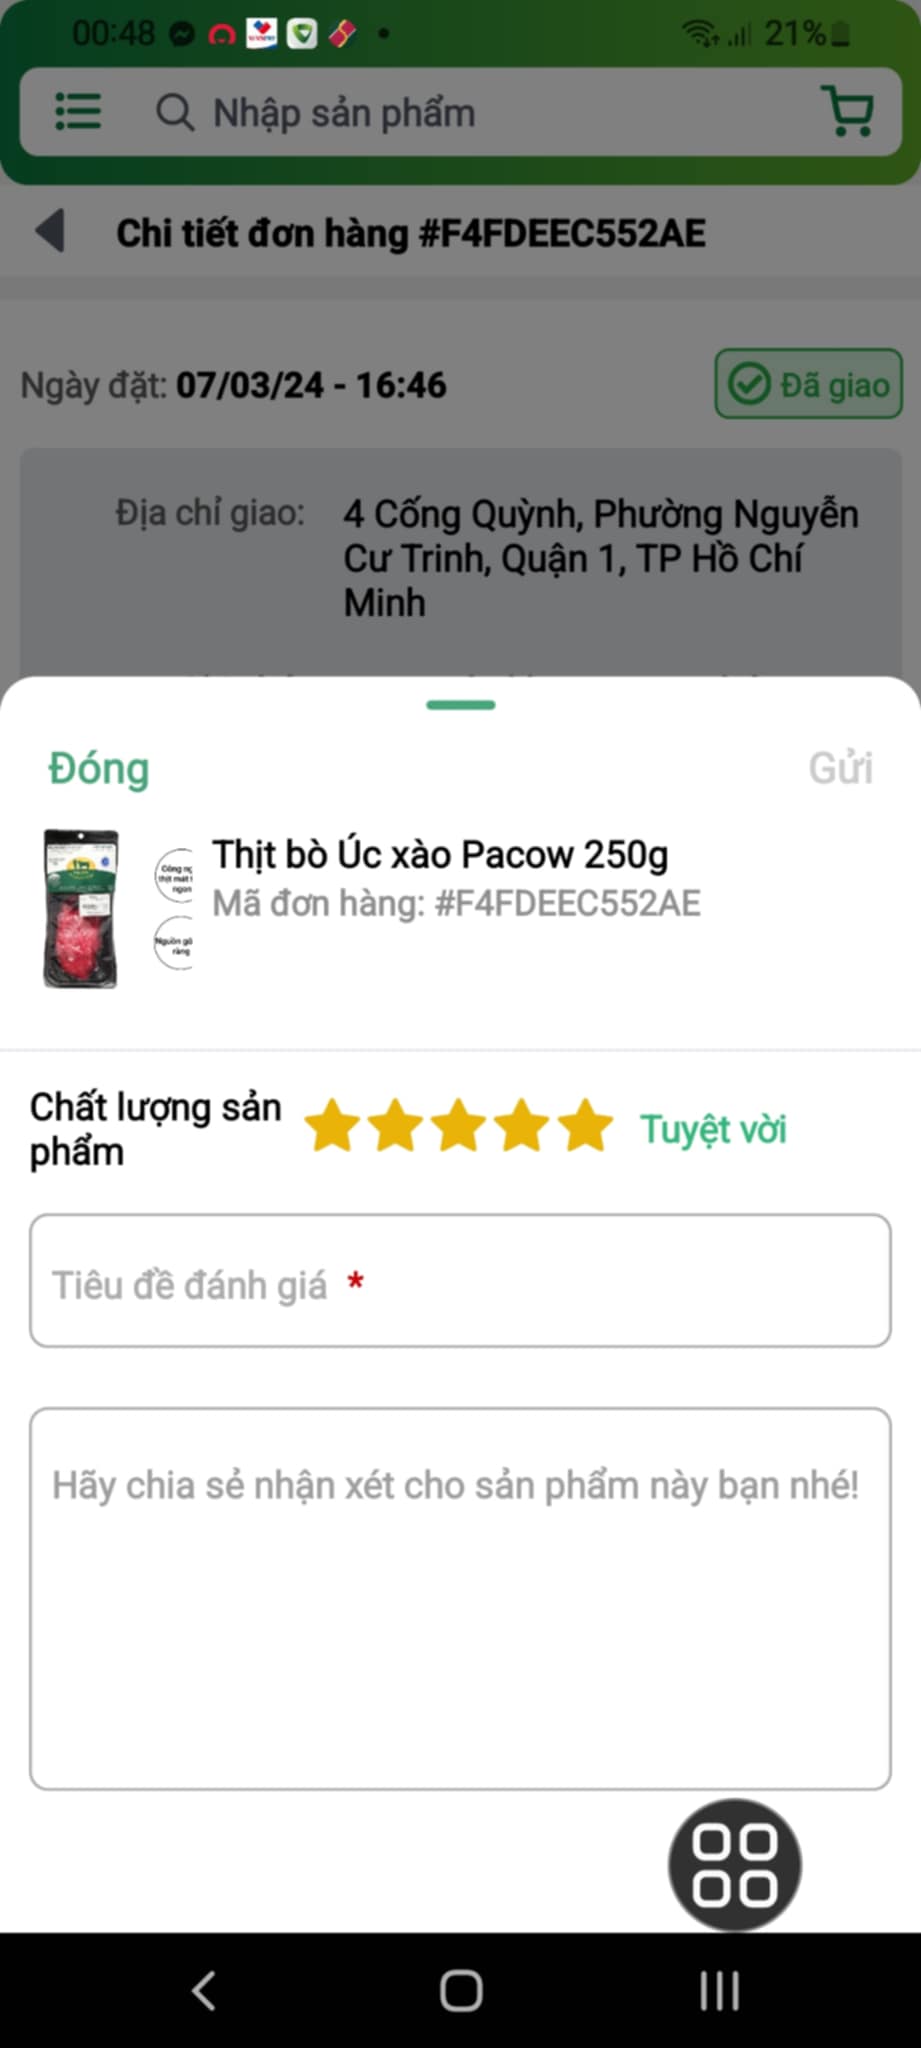 00:48
21%
Nhập sản phẩm
Chi tiết đơn hàng #F4FDEEC552AE
Ngày đặt: 07/03/24 - 16:46
Đã giao
Địa chỉ giao: 4 Cống Quỳnh, Phường Nguyễn
Cư Trinh, Quận 1, TP Hồ Chí
Minh
Đóng
Gửi
Thịt bò Úc xào Pacow 250g
Mã đơn hàng: #F4FDEEC552AE
Chất lượng sản
phẩm
Tuyệt vời
Tiêu đề đánh giá *
Hãy chia sẻ nhận xét cho sản phẩm này bạn nhé!